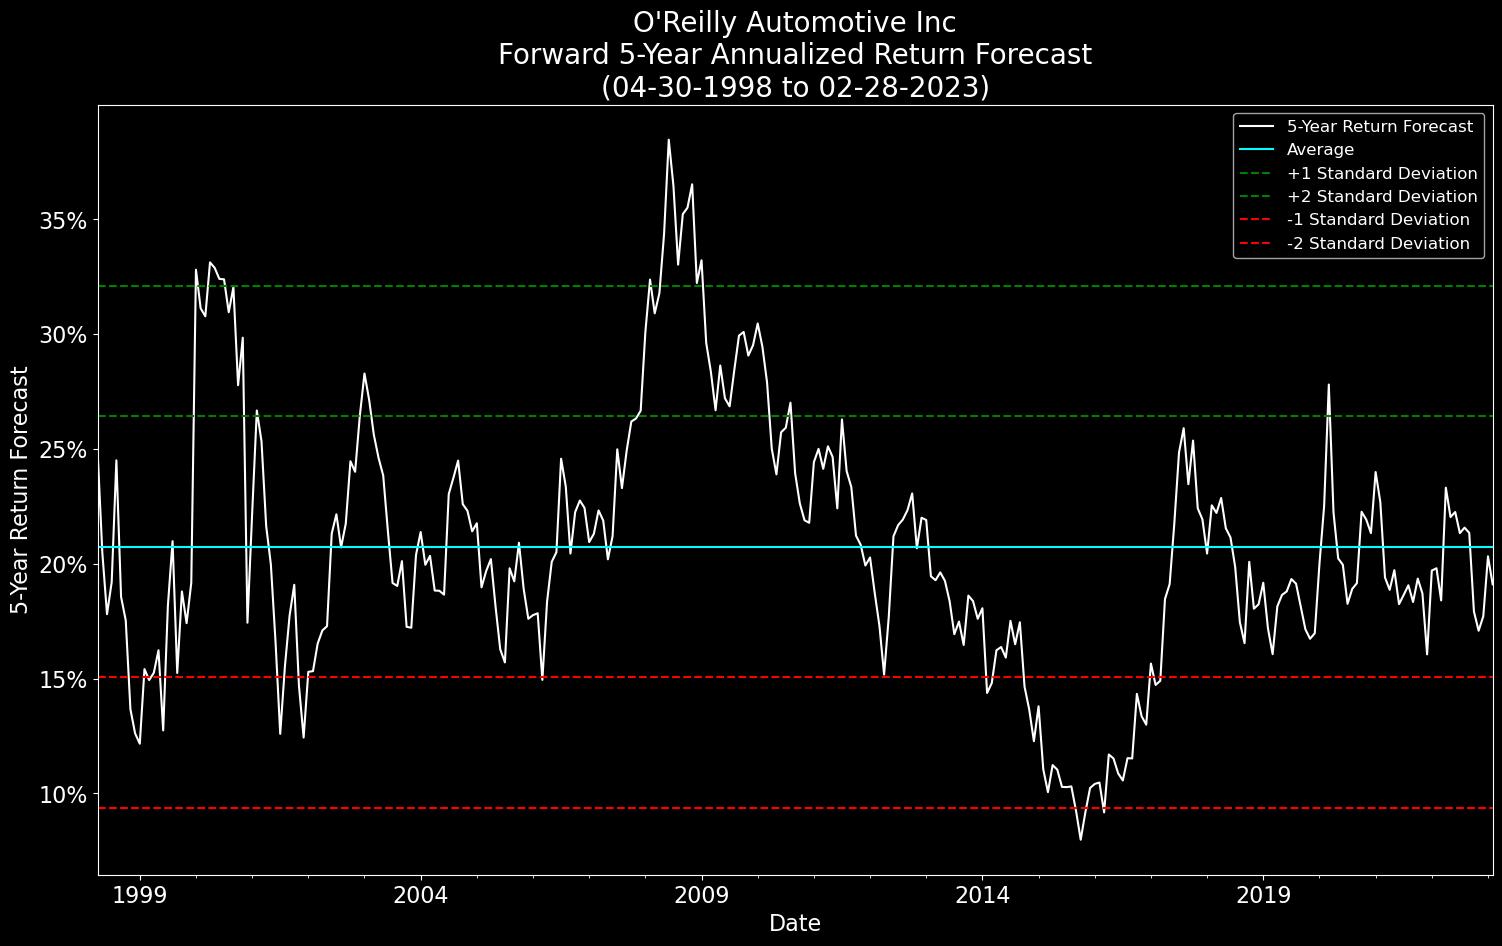 O'Reilly Automotive Inc
Forward 5-Year Annualized Return Forecast
(04-30-1998 to 02-28-2023)
5-Year Return Forecast
Average
+1 Standard Deviation
+2 Standard Deviation
-1 Standard Deviation
-2 Standard Deviation
5-Year Return Forecast
35%
30%
25%
20%
15%
10%
1999
2004
2009
2014
2019
Date